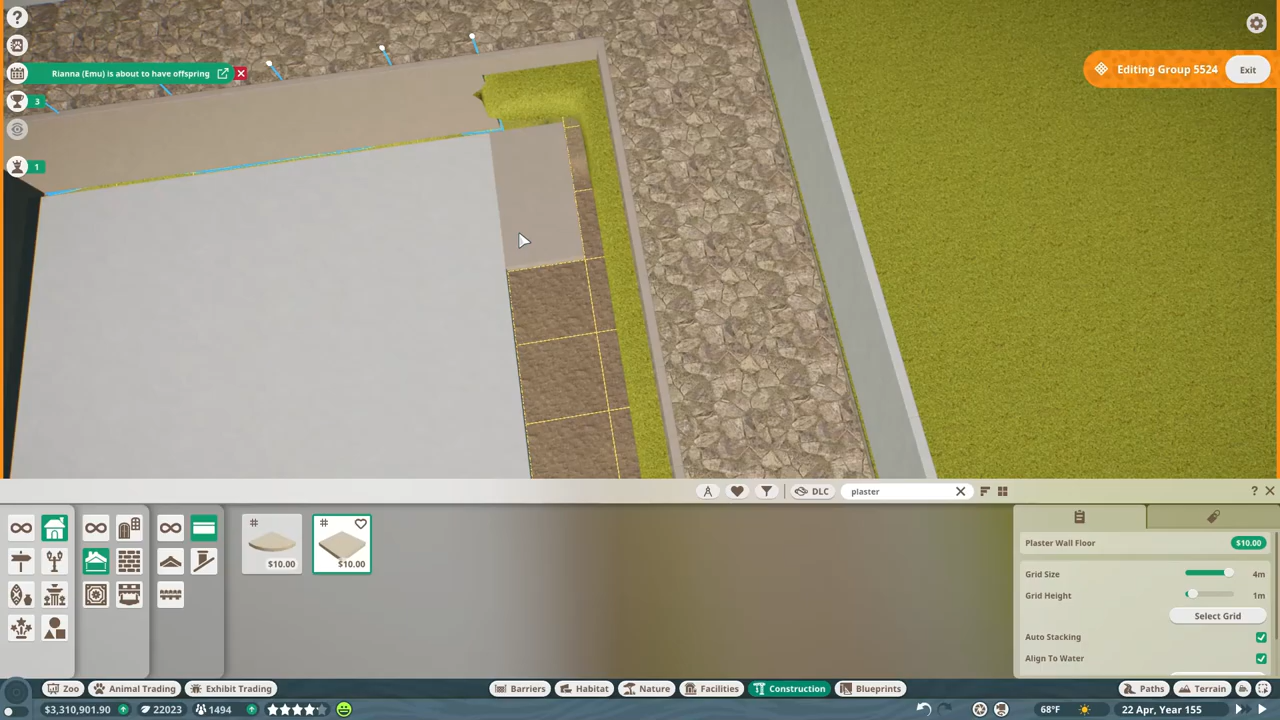 Rianna (Emu) is about to have offspring
3
1
Editing Group 5524
Exit
DLC
plaster
$10.00
$10.00
Plaster Wall Floor
$10.00
Grid Size
4m
Grid Height
1m
Select Grid
Auto Stacking
Align To Water
Zoo
Animal Trading
Exhibit Trading
Barriers
Habitat
Nature
Facilities
Construction
Blueprints
Paths
Terrain
$3,310,901.90
22023
1494
68°F
22 Apr, Year 155